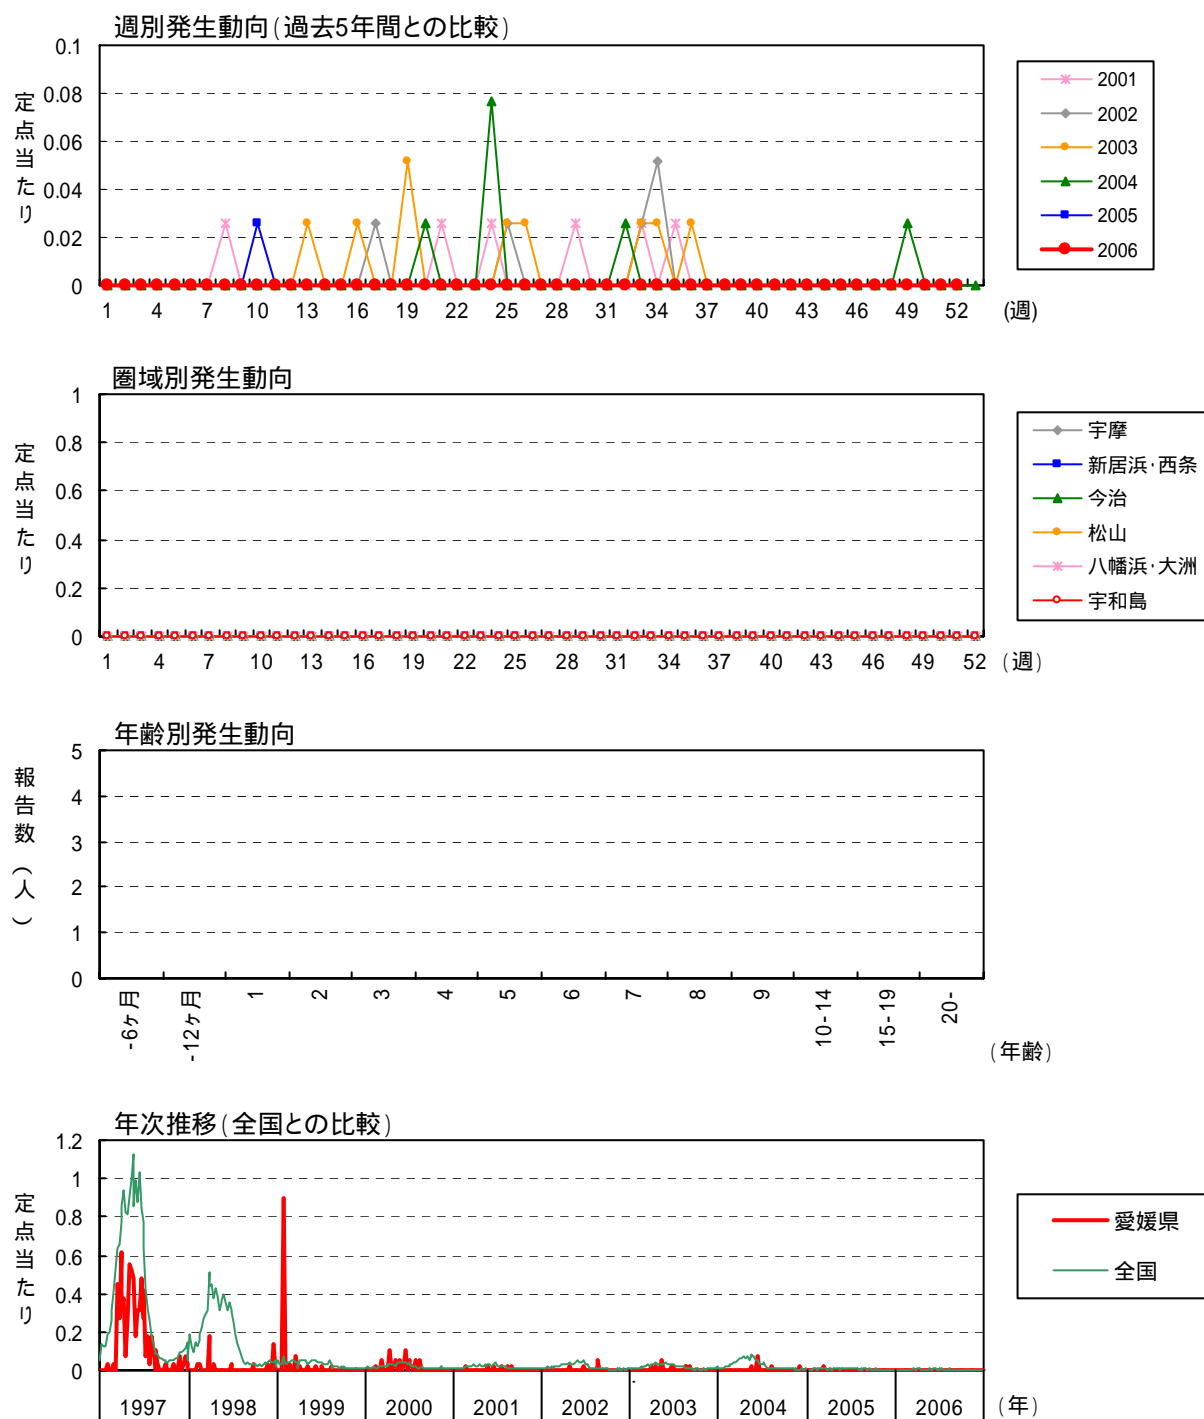 週別発生動向(過去5年間との比較)
0.1
0.08
0.06
0.04
0.02
0
定点当たり
1 4 7 10 13 16 19 22 25 28 31 34 37 40 43 46 49 52 (週)
2001
2002
2003
2004
2005
2006
圏域別発生動向
1
0.8
0.6
0.4
0.2
0
定点当たり
1 4 7 10 13 16 19 22 25 28 31 34 37 40 43 46 49 52 (週)
宇摩
新居浜・西条
今治
松山
八幡浜・大洲
宇和島
年齢別発生動向
5
4
3
2
1
0
報告数(人)
-6ヶ月 -12ヶ月 1 2 3 4 5 6 7 8 9 10-14 15-19 20-
(年齢)
年次推移(全国との比較)
1.2
1
0.8
0.6
0.4
0.2
0
定点当たり
1997 1998 1999 2000 2001 2002 2003 2004 2005 2006 (年)
愛媛県
全国